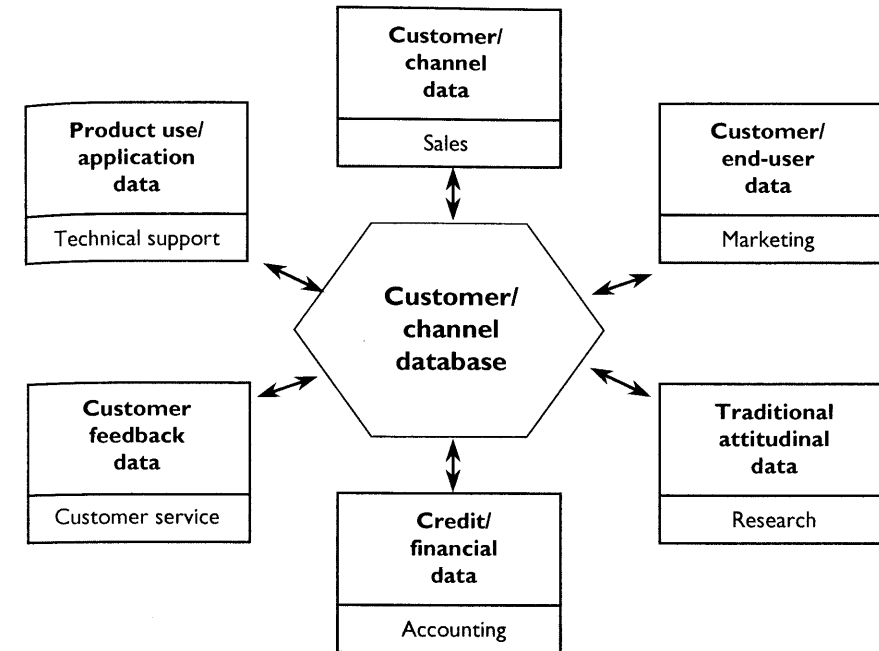 Customer/
channel
data
Sales
Product use/
application
data
Technical support
Customer/
end-user
data
Marketing
Customer/
channel
database
Customer
feedback
data
Customer service
Traditional
attitudinal
data
Research
Credit/
financial
data
Accounting